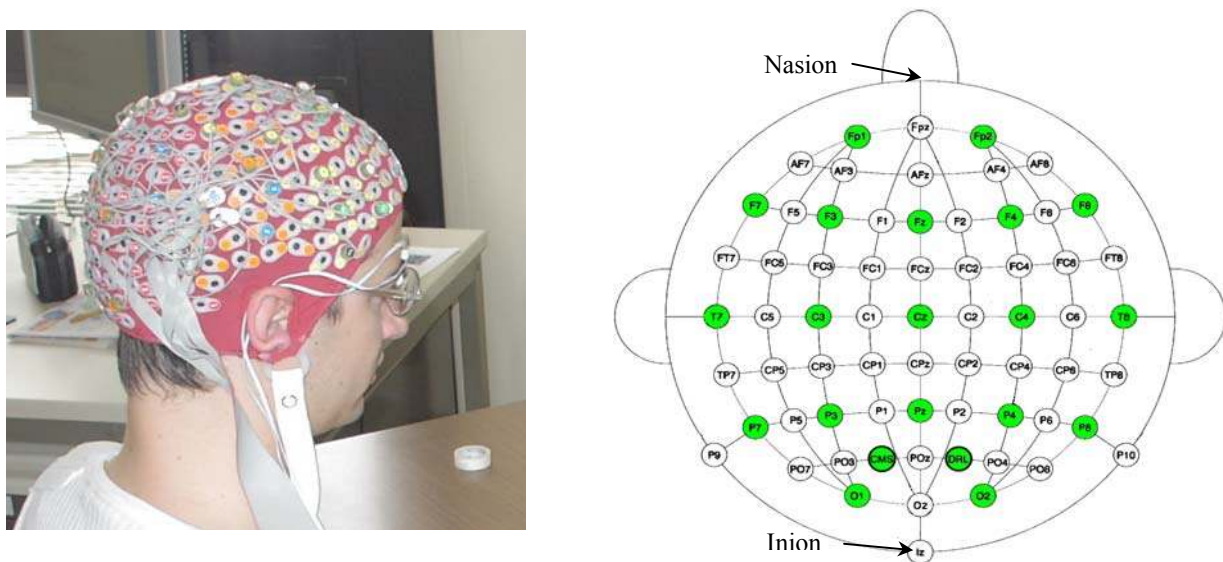 Nasion
Fp1 Fpz Fp2
AF7 AF3 AFz AF4 AF8
F7 F5 F3 F1 Fz F2 F4 F6 F8
FT7 FC5 FC3 FC1 FCz FC2 FC4 FC6 FT8
T7 C5 C3 C1 Cz C2 C4 C6 T8
TP7 CP5 CP3 CP1 CPz CP2 CP4 CP6 TP8
P7 P5 P3 P1 Pz P2 P4 P6 P8
P9 PO7 PO3 CMS POz DRL PO4 PO8 P10
O1 Oz O2
Inion Iz